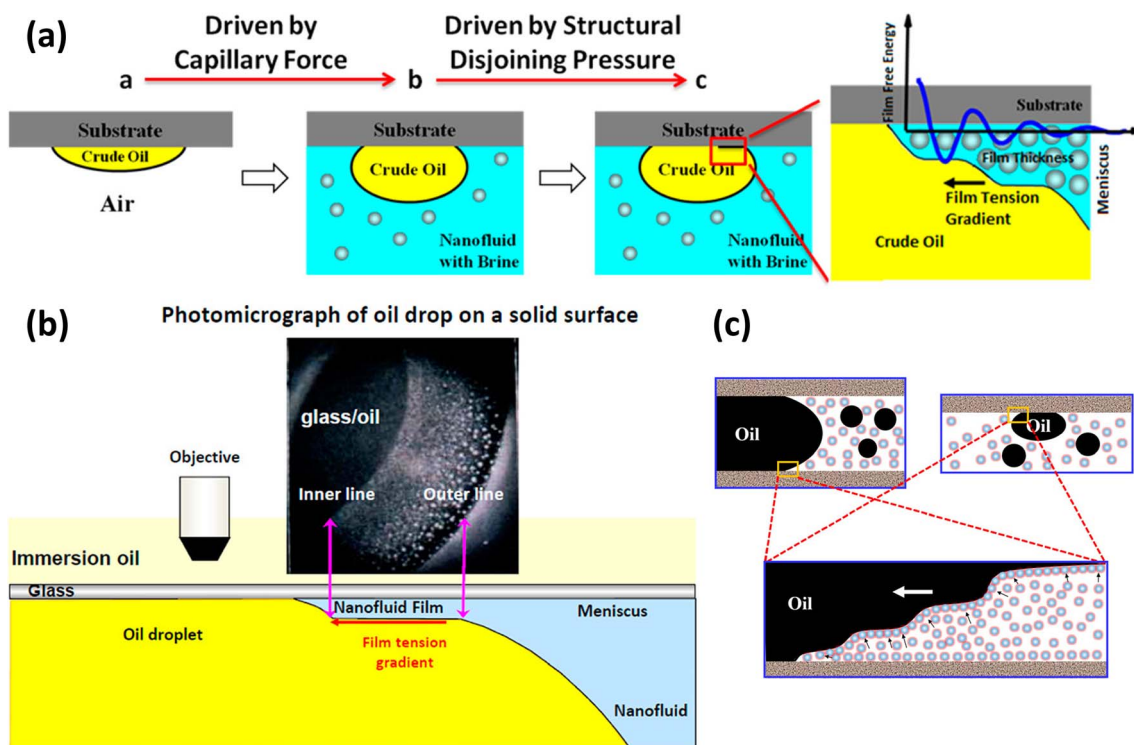 (a)
Driven by
Capillary Force
Driven by Structural
Disjoining Pressure
a
b
c
Substrate
Crude Oil
Air
Substrate
Crude Oil
Nanofluid
with Brine
Substrate
Crude Oil
Nanofluid
with Brine
Film Free Energy
Substrate
Film Thickness
Meniscus
Film Tension
Gradient
Crude Oil
(b)
Photomicrograph of oil drop on a solid surface
glass/oil
Inner line
Outer line
Objective
Immersion oil
Glass
Nanofluid Film
Meniscus
Oil droplet
Film tension
gradient
Nanofluid
(c)
Oil
Oil
Oil